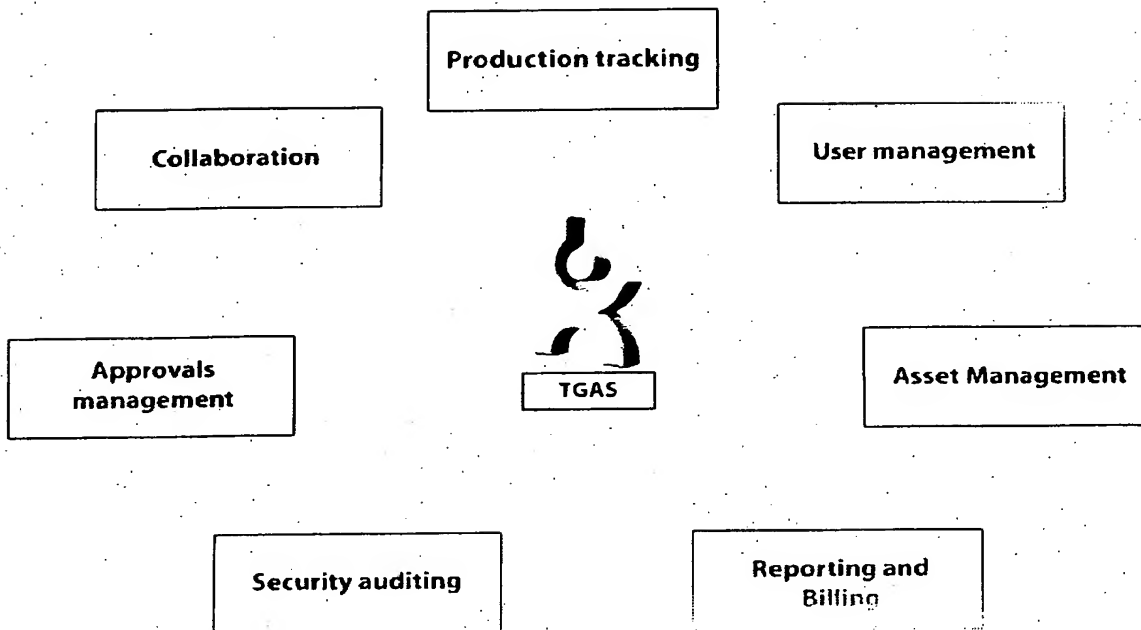 Production tracking
Collaboration
User management
Approvals
management
TGAS
Asset Management
Security auditing
Reporting and
Billing